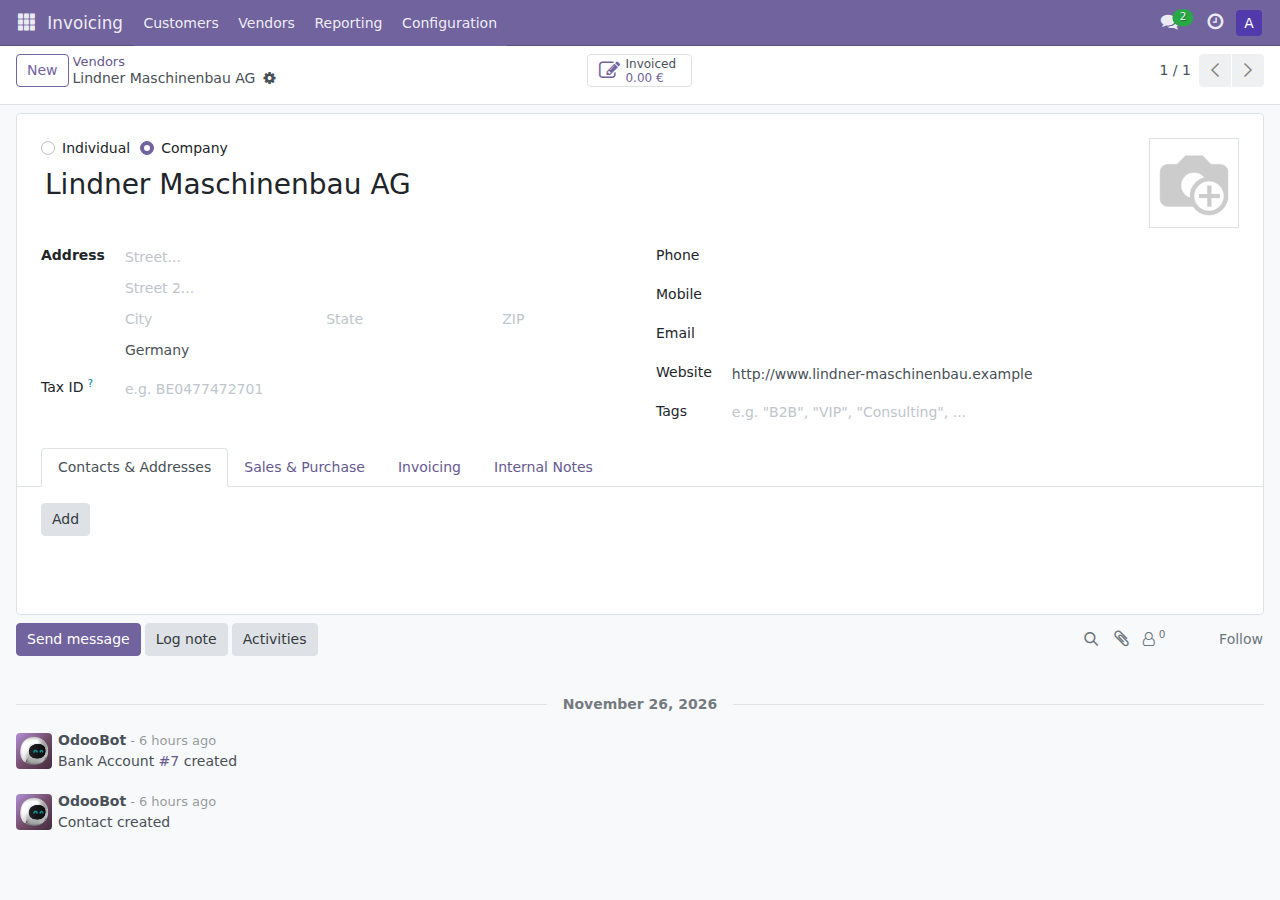 Invoicing Customers Vendors Reporting Configuration 2 A
New Vendors
Lindner Maschinenbau AG
Invoiced
0.00 €
1 / 1
Individual Company
Lindner Maschinenbau AG
Address Street...
Street 2...
City State ZIP
Germany
Tax ID ? e.g. BE0477472701
Phone
Mobile
Email
Website http://www.lindner-maschinenbau.example
Tags e.g. "B2B", "VIP", "Consulting", ...
Contacts & Addresses Sales & Purchase Invoicing Internal Notes
Add
Send message Log note Activities 0 Follow
November 26, 2026
OdooBot - 6 hours ago
Bank Account #7 created
OdooBot - 6 hours ago
Contact created